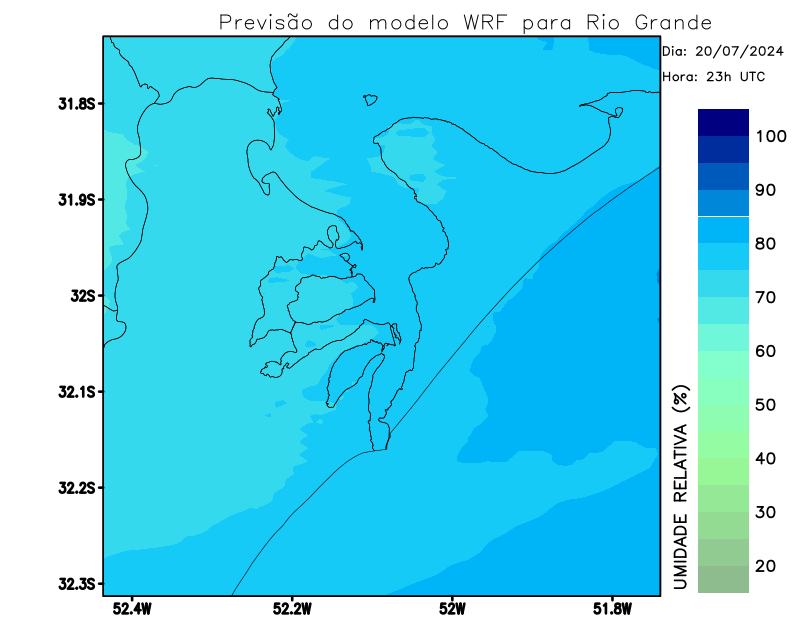 Previsão do modelo WRF para Rio Grande
Dia: 20/07/2024
Hora: 23h UTC
31.8S
31.9S
32S
32.1S
32.2S
32.3S
52.4W
52.2W
52W
51.8W
100
90
80
70
60
50
40
30
20
UMIDADE RELATIVA (%)